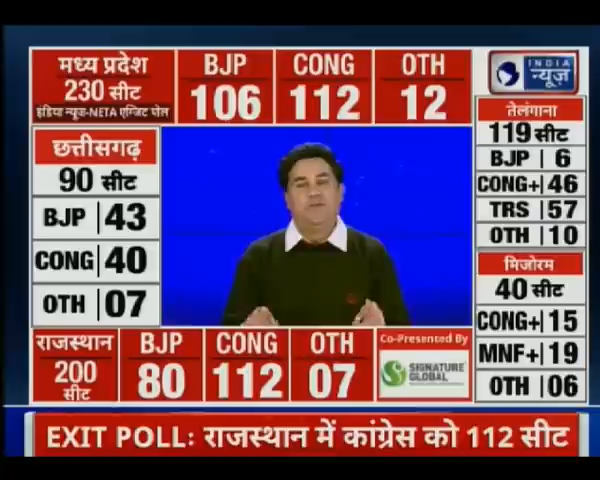 मध्य प्रदेश
230 सीट
इंडिया न्यूज़-NETA एग्जिट पोल
BJP
106
CONG
112
OTH
12
INDIA
न्यूज़
छत्तीसगढ़
90 सीट
BJP 43
CONG 40
OTH 07
तेलंगाना
119 सीट
BJP 6
CONG+ 46
TRS 57
OTH 10
मिजोरम
40 सीट
CONG+ 15
MNF+ 19
OTH 06
राजस्थान
200
सीट
BJP
80
CONG
112
OTH
07
Co-Presented By
SIGNATURE
GLOBAL
EXIT POLL: राजस्थान में कांग्रेस को 112 सीट